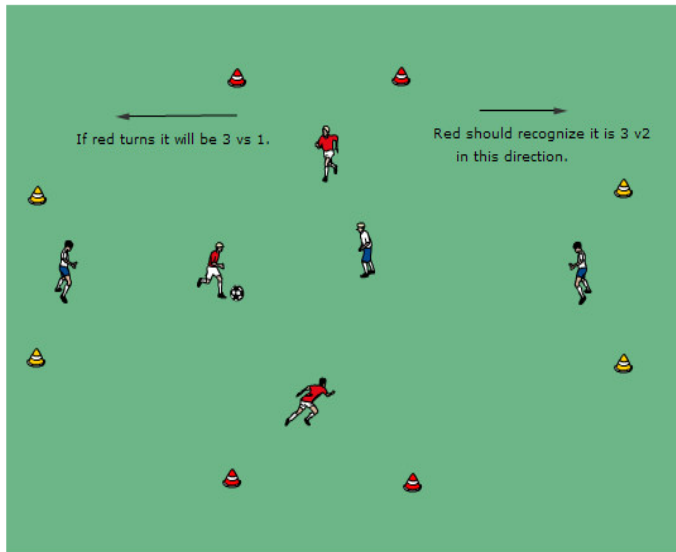 If red turns it will be 3 vs 1.
Red should recognize it is 3 v2
in this direction.